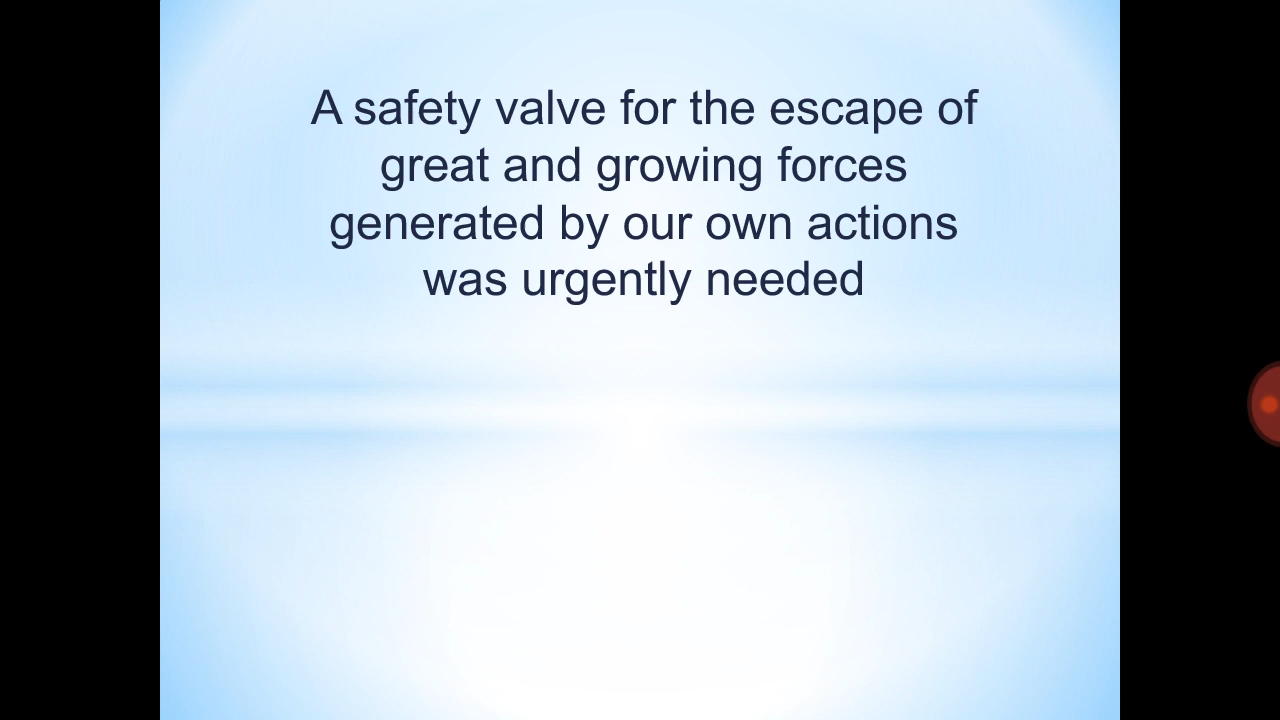 A safety valve for the escape of
great and growing forces
generated by our own actions
was urgently needed